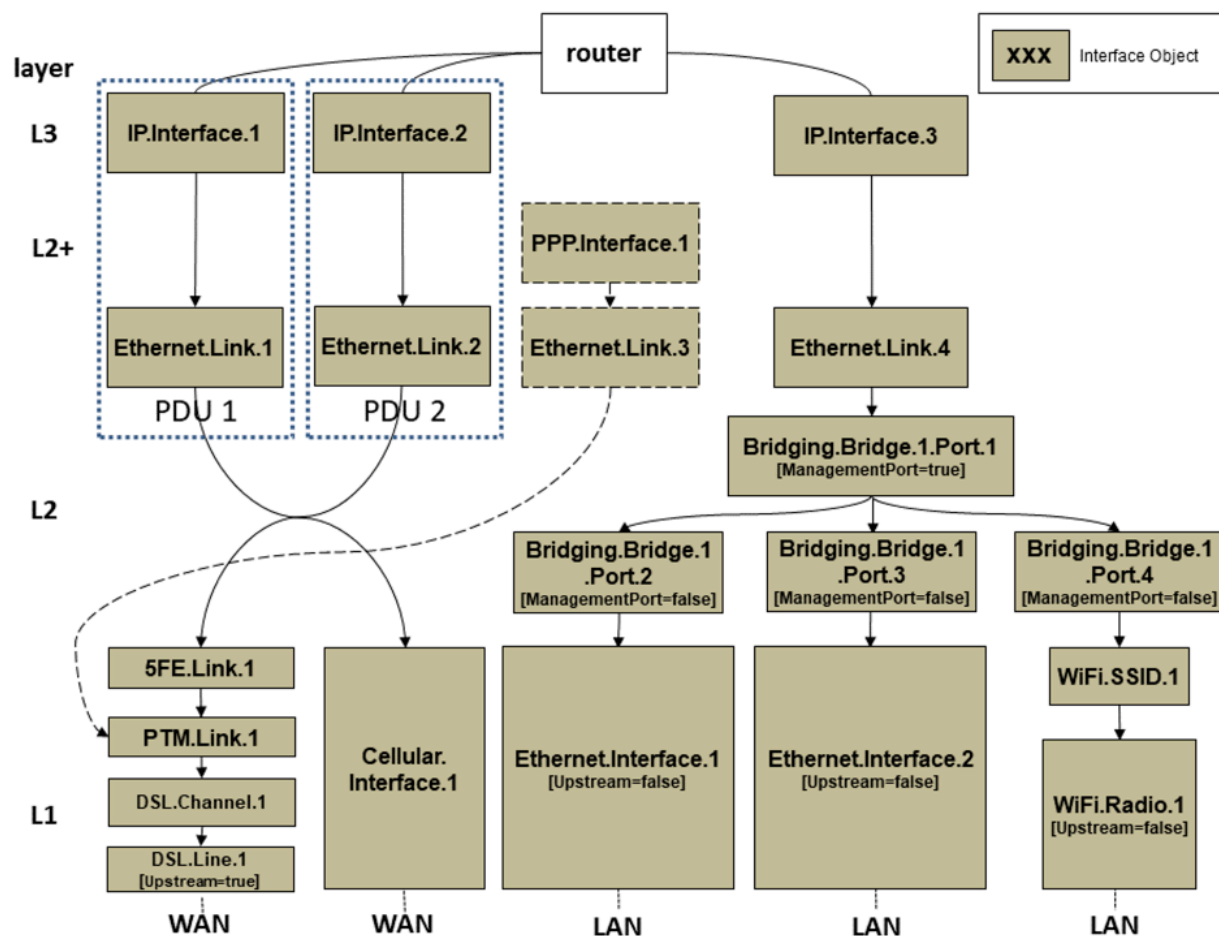 router
XXX
Interface Object
layer
L3
IP.Interface.1
IP.Interface.2
IP.Interface.3
L2+
PPP.Interface.1
Ethernet.Link.1
Ethernet.Link.2
Ethernet.Link.3
Ethernet.Link.4
PDU 1
PDU 2
Bridging.Bridge.1.Port.1
[ManagementPort=true]
L2
Bridging.Bridge.1
.Port.2
[ManagementPort=false]
Bridging.Bridge.1
.Port.3
[ManagementPort=false]
Bridging.Bridge.1
.Port.4
[ManagementPort=false]
5FE.Link.1
PTM.Link.1
DSL.Channel.1
DSL.Line.1
[Upstream=true]
Cellular.
Interface.1
Ethernet.Interface.1
[Upstream=false]
Ethernet.Interface.2
[Upstream=false]
WiFi.SSID.1
WiFi.Radio.1
[Upstream=false]
L1
WAN
WAN
LAN
LAN
LAN